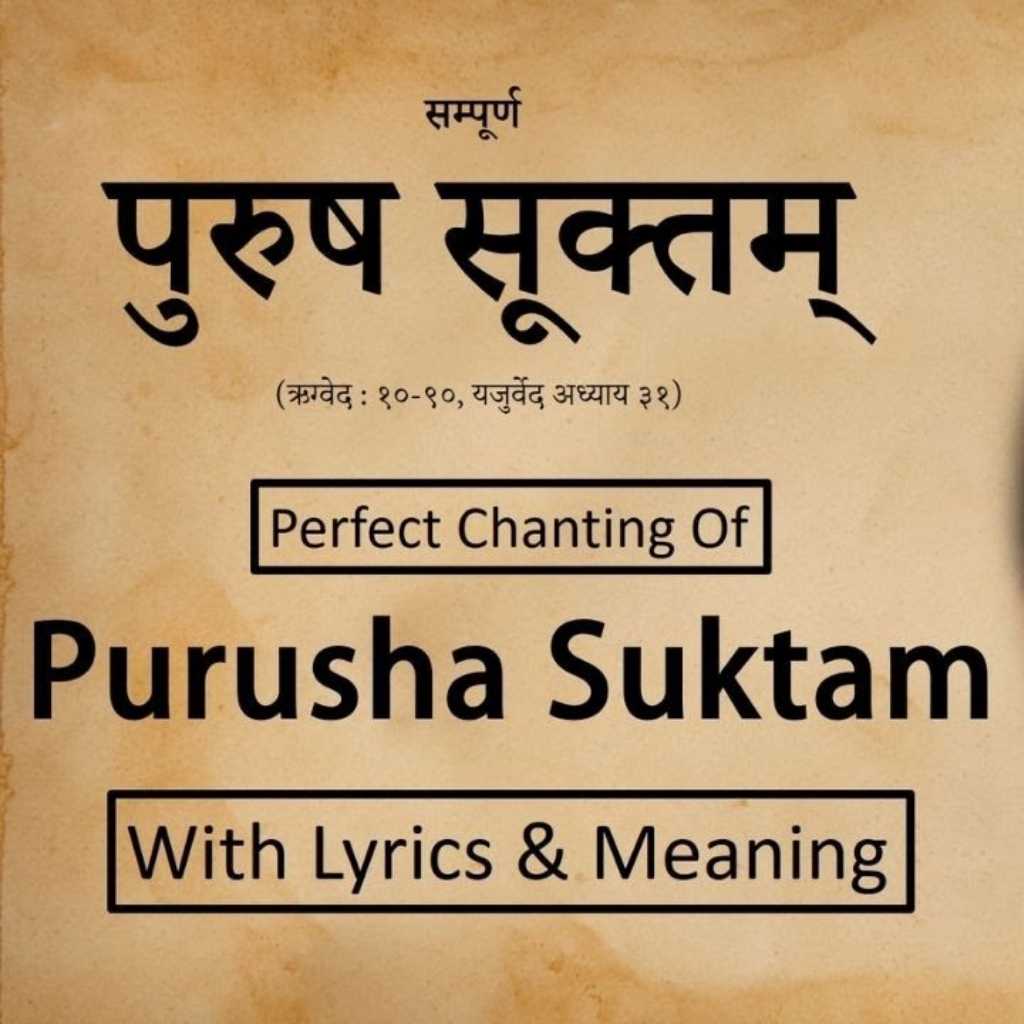 सम्पूर्ण
पुरुष सूक्तम्
(ऋग्वेद : १०-९०, यजुर्वेद अध्याय ३१)
Perfect Chanting Of
Purusha Suktam
With Lyrics & Meaning